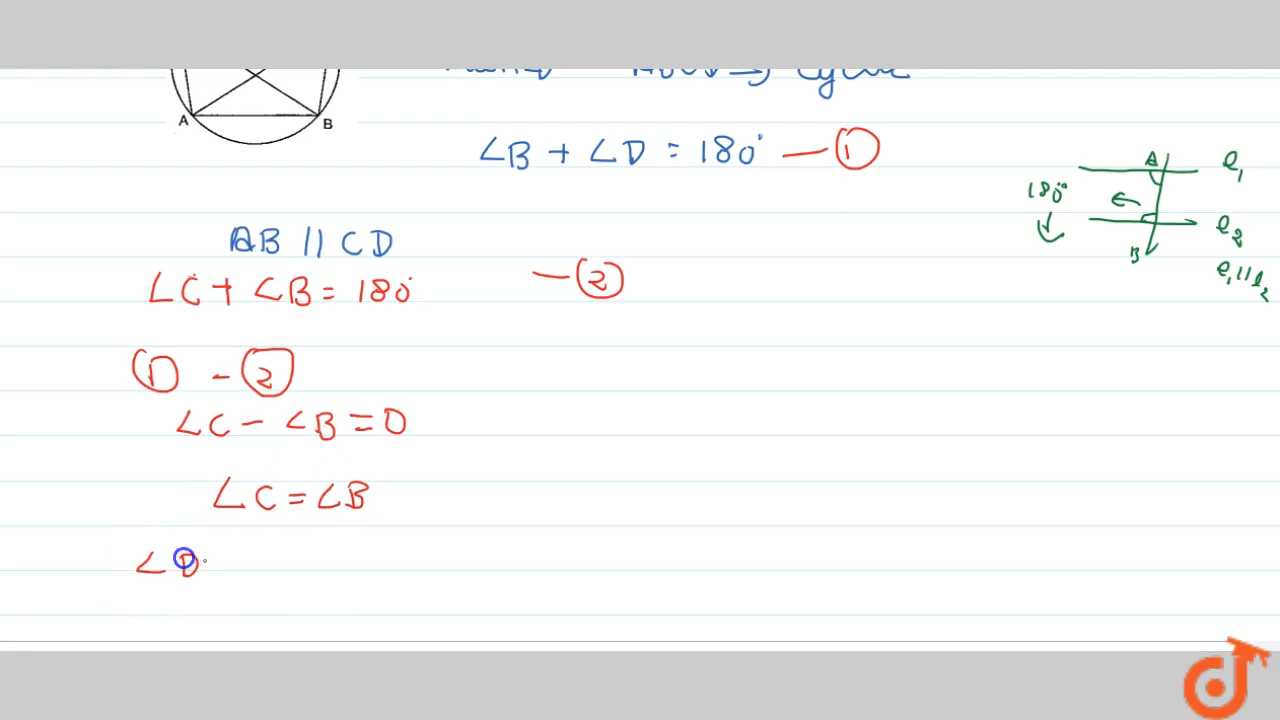 A
B
∠B + ∠D = 180° — ①
A
l₁
180°
l₂
B
l₁ // l₂
AB // CD
∠C + ∠B = 180° — ②
① - ②
∠C - ∠B = 0
∠C = ∠B
∠D